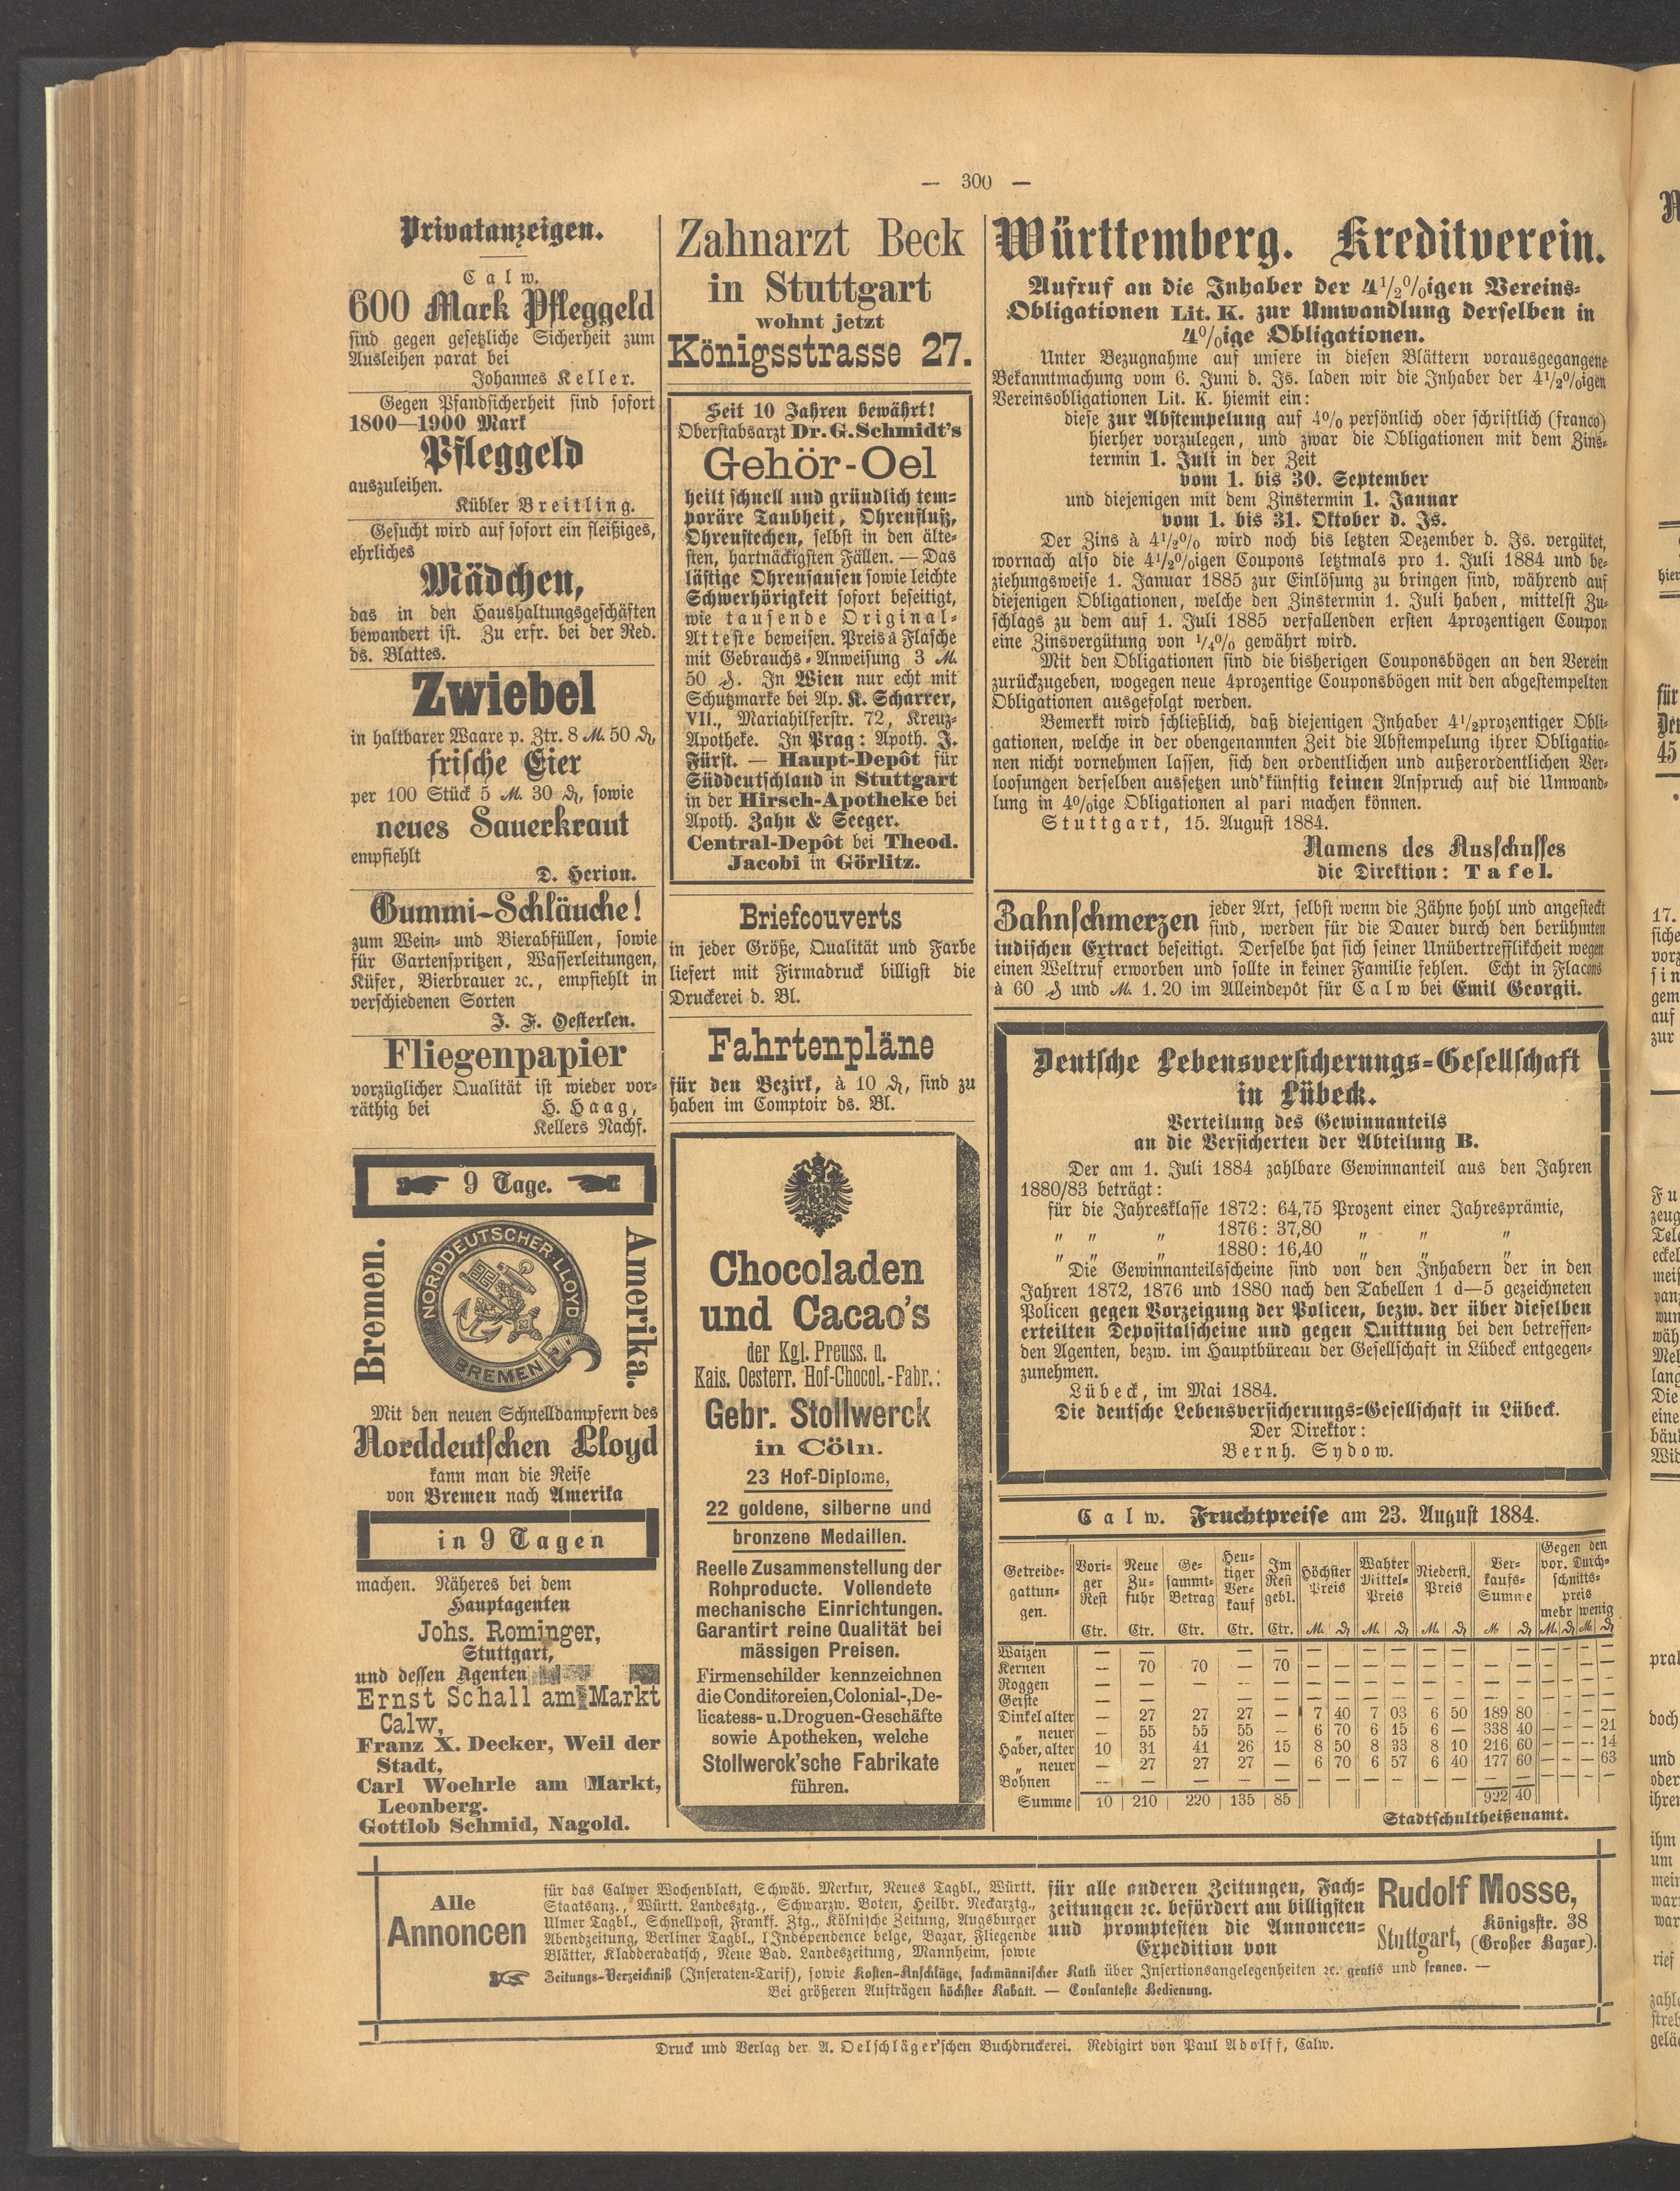 — 300 —
Privatanzeigen.
Calw.
600 Mark Pfleggeld
sind gegen gesetzliche Sicherheit zum
Ausleihen parat bei
Johannes Keller.
Gegen Pfandsicherheit sind sofort
1800—1900 Mark
Pfleggeld
auszuleihen.
Kübler Breitling.
Gesucht wird auf sofort ein fleißiges,
ehrliches
Mädchen,
das in den Haushaltungsgeschäften
bewandert ist. Zu erfr. bei der Red.
ds. Blattes.
Zwiebel
in haltbarer Waare p. Ztr. 8 M. 50 ₰,
frische Eier
per 100 Stück 5 M. 30 ₰, sowie
neues Sauerkraut
empfiehlt
D. Herion.
Gummi-Schläuche!
zum Wein- und Bierabfüllen, sowie
für Gartenspritzen, Wasserleitungen,
Küfer, Bierbrauer ꝛc., empfiehlt in
verschiedenen Sorten
J. F. Oesterlen.
Fliegenpapier
vorzüglicher Qualität ist wieder vor-
räthig bei H. Haag,
Kellers Nachf.
9 Tage.
Bremen.
NORDDEUTSCHER LLOYD
BREMEN
Amerika.
Mit den neuen Schnelldampfern des
Norddeutschen Lloyd
kann man die Reise
von Bremen nach Amerika
in 9 Tagen
machen. Näheres bei dem
Hauptagenten
Johs. Rominger,
Stuttgart,
und dessen Agenten
Ernst Schall am Markt
Calw,
Franz X. Decker, Weil der
Stadt,
Carl Woehrle am Markt,
Leonberg.
Gottlob Schmid, Nagold.
Zahnarzt Beck
in Stuttgart
wohnt jetzt
Königsstrasse 27.
Seit 10 Jahren bewährt!
Oberstabsarzt Dr. G. Schmidt's
Gehör-Oel
heilt schnell und gründlich tem-
poräre Taubheit, Ohrenfluß,
Ohrenstechen, selbst in den älte-
sten, hartnäckigsten Fällen. — Das
lästige Ohrensausen sowie leichte
Schwerhörigkeit sofort beseitigt,
wie tausende Original-
Atteste beweisen. Preis à Flasche
mit Gebrauchs-Anweisung 3 M.
50 ₰. In Wien nur echt mit
Schutzmarke bei Ap. K. Scharrer,
VII., Mariahilferstr. 72, Kreuz-
Apotheke. In Prag: Apoth. J.
Fürst. — Haupt-Depôt für
Süddeutschland in Stuttgart
in der Hirsch-Apotheke bei
Apoth. Zahn & Seeger.
Central-Depôt bei Theod.
Jacobi in Görlitz.
Briefcouverts
in jeder Größe, Qualität und Farbe
liefert mit Firmadruck billigst die
Druckerei d. Bl.
Fahrtenpläne
für den Bezirk, à 10 ₰, sind zu
haben im Comptoir ds. Bl.
Chocoladen
und Cacao's
der Kgl. Preuss. u.
Kais. Oesterr. Hof-Chocol.-Fabr.:
Gebr. Stollwerck
in Cöln.
23 Hof-Diplome,
22 goldene, silberne und
bronzene Medaillen.
Reelle Zusammenstellung der
Rohproducte. Vollendete
mechanische Einrichtungen.
Garantirt reine Qualität bei
mässigen Preisen.
Firmenschilder kennzeichnen
die Conditoreien, Colonial-, De-
licatess- u. Droguen-Geschäfte
sowie Apotheken, welche
Stollwerck'sche Fabrikate
führen.
Württemberg. Kreditverein.
Aufruf an die Inhaber der 4½%igen Vereins-
Obligationen Lit. K. zur Umwandlung derselben in
4%ige Obligationen.
Unter Bezugnahme auf unsere in diesen Blättern vorausgegangene
Bekanntmachung vom 6. Juni d. Js. laden wir die Inhaber der 4½%igen
Vereinsobligationen Lit. K. hiemit ein:
diese zur Abstempelung auf 4% persönlich oder schriftlich (franco)
hierher vorzulegen, und zwar die Obligationen mit dem Zins-
termin 1. Juli in der Zeit
vom 1. bis 30. September
und diejenigen mit dem Zinstermin 1. Januar
vom 1. bis 31. Oktober d. Js.
Der Zins à 4½% wird noch bis letzten Dezember d. Js. vergütet,
wornach also die 4½%igen Coupons letztmals pro 1. Juli 1884 und be-
ziehungsweise 1. Januar 1885 zur Einlösung zu bringen sind, während auf
diejenigen Obligationen, welche den Zinstermin 1. Juli haben, mittelst Zu-
schlags zu dem auf 1. Juli 1885 verfallenden ersten 4prozentigen Coupon
eine Zinsvergütung von ¼% gewährt wird.
Mit den Obligationen sind die bisherigen Couponsbögen an den Verein
zurückzugeben, wogegen neue 4prozentige Couponsbögen mit den abgestempelten
Obligationen ausgefolgt werden.
Bemerkt wird schließlich, daß diejenigen Inhaber 4½prozentiger Obli-
gationen, welche in der obengenannten Zeit die Abstempelung ihrer Obligatio-
nen nicht vornehmen lassen, sich den ordentlichen und außerordentlichen Ver-
loosungen derselben aussetzen und künftig keinen Anspruch auf die Umwand-
lung in 4%ige Obligationen al pari machen können.
Stuttgart, 15. August 1884.
Namens des Ausschusses
die Direktion: Tafel.
Zahnschmerzen jeder Art, selbst wenn die Zähne hohl und angesteckt
sind, werden für die Dauer durch den berühmten
indischen Extract beseitigt. Derselbe hat sich seiner Unübertrefflichkeit wegen
einen Weltruf erworben und sollte in keiner Familie fehlen. Echt in Flacons
à 60 ₰ und M. 1.20 im Alleindepôt für Calw bei Emil Georgii.
Deutsche Lebensversicherungs-Gesellschaft
in Lübeck.
Verteilung des Gewinnanteils
an die Versicherten der Abteilung B.
Der am 1. Juli 1884 zahlbare Gewinnanteil aus den Jahren
1880/83 beträgt:
für die Jahresklasse 1872: 64,75 Prozent einer Jahresprämie,
„ „ „ 1876: 37,80 „ „ „
„ „ „ 1880: 16,40 „ „ „
Die Gewinnanteilsscheine sind von den Inhabern der in den
Jahren 1872, 1876 und 1880 nach den Tabellen 1 d—5 gezeichneten
Policen gegen Vorzeigung der Policen, bezw. der über dieselben
erteilten Depositalscheine und gegen Quittung bei den betreffen-
den Agenten, bezw. im Hauptbüreau der Gesellschaft in Lübeck entgegen-
zunehmen.
Lübeck, im Mai 1884.
Die deutsche Lebensversicherungs-Gesellschaft in Lübeck.
Der Direktor:
Bernh. Sydow.
Calw. Fruchtpreise am 23. August 1884.
Getreide-gattun-gen. Vori-ger Rest Neue Zu-fuhr Ge-sammt-Betrag Heu-tiger Ver-kauf Im Rest gebl. Höchster Preis Wahrer Mittel-Preis Niederst. Preis Ver-kaufs-Summe Gegen den vor. Durch-schnitts-preis mehr wenig
Ctr. Ctr. Ctr. Ctr. Ctr. M. ₰ M. ₰ M. ₰ M. ₰ M. ₰ M. ₰
Waizen — — — — — — — — — — — — — — —
Kernen — 70 70 — 70 — — — — — — — — — — — —
Roggen — — — — — — — — — — — — — — —
Gerste — — — — — — — — — — — — — — —
Dinkel alter — 27 27 27 — 7 40 7 03 6 50 189 80 — — — —
„ neuer — 55 55 55 — 6 70 6 15 6 — 338 40 — — — 21
Haber, alter 10 31 41 26 15 8 50 8 33 8 10 216 60 — — — 14
„ neuer — 27 27 27 — 6 70 6 57 6 40 177 60 — — — 63
Bohnen — — — — — — — — — — — — — — —
Summe 10 210 220 135 85 922 40
Stadtschultheißenamt.
Alle
Annoncen
für das Calwer Wochenblatt, Schwäb. Merkur, Neues Tagbl., Württ.
Staatsanz., Württ. Landesztg., Schwarzw. Boten, Heilbr. Neckarztg.,
Ulmer Tagbl., Schnellpost, Frankf. Ztg., Kölnische Zeitung, Augsburger
Abendzeitung, Berliner Tagbl., l'Indépendence belge, Bazar, Fliegende
Blätter, Kladderadatsch, Neue Bad. Landeszeitung, Mannheim, sowie
für alle anderen Zeitungen, Fach-
zeitungen ꝛc. befördert am billigsten
und promptesten die Annoncen-
Expedition von
Rudolf Mosse,
Stuttgart, Königsstr. 38
(Großer Bazar).
Zeitungs-Verzeichniß (Inseraten-Tarif), sowie Kosten-Anschläge, fachmännischer Rath über Insertionsangelegenheiten ꝛc. gratis und franco. —
Bei größeren Aufträgen höchster Rabatt. — Coulanteste Bedienung.
Druck und Verlag der A. Oelschläger'schen Buchdruckerei. Redigirt von Paul Adolff, Calw.